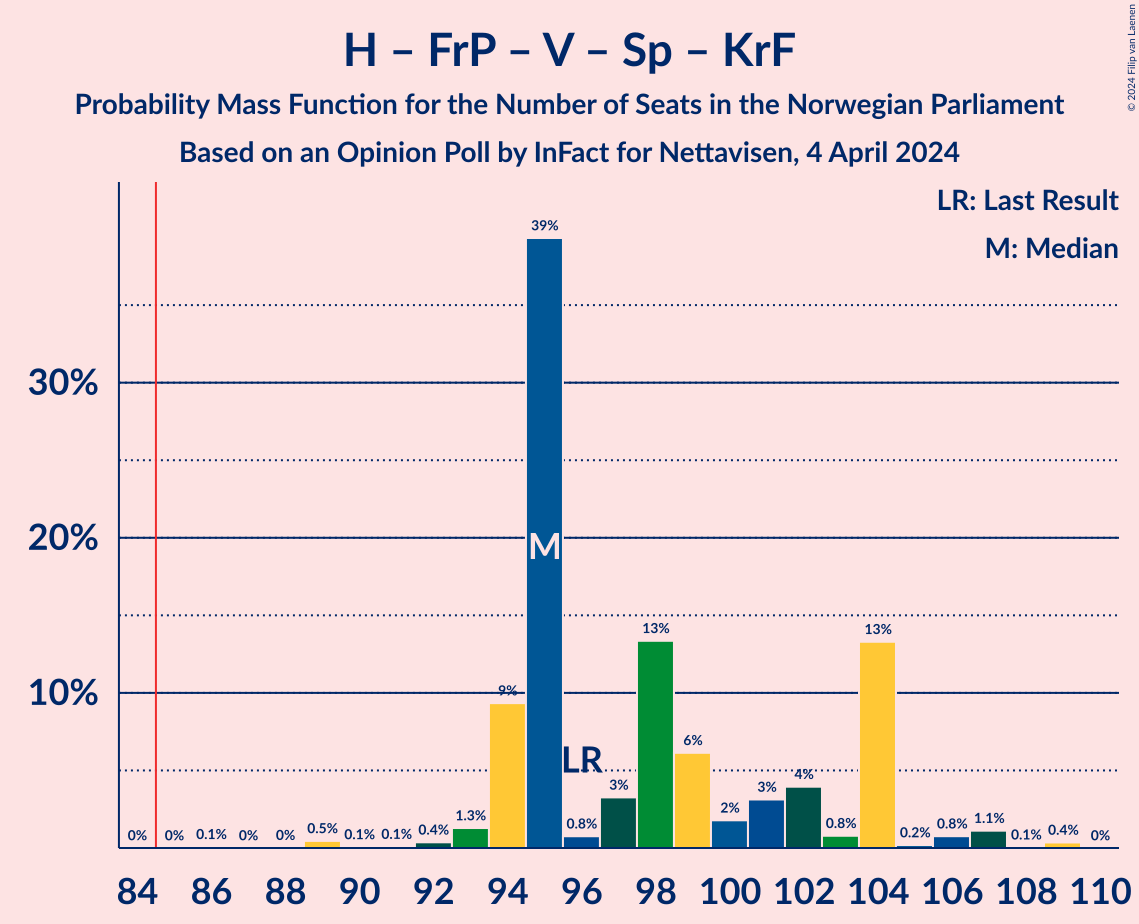 H – FrP – V – Sp – KrF
Probability Mass Function for the Number of Seats in the Norwegian Parliament
Based on an Opinion Poll by InFact for Nettavisen, 4 April 2024
© 2024 Filip van Laenen
LR: Last Result
M: Median
39%
30%
20%
M
13%
13%
10%
9%
6%
LR
4%
3%
3%
2%
0% 0% 0.1% 0% 0% 0.5% 0.1% 0.1% 0.4% 1.3% 0.8% 0.8% 0.2% 0.8% 1.1% 0.1% 0.4% 0%
84 86 88 90 92 94 96 98 100 102 104 106 108 110